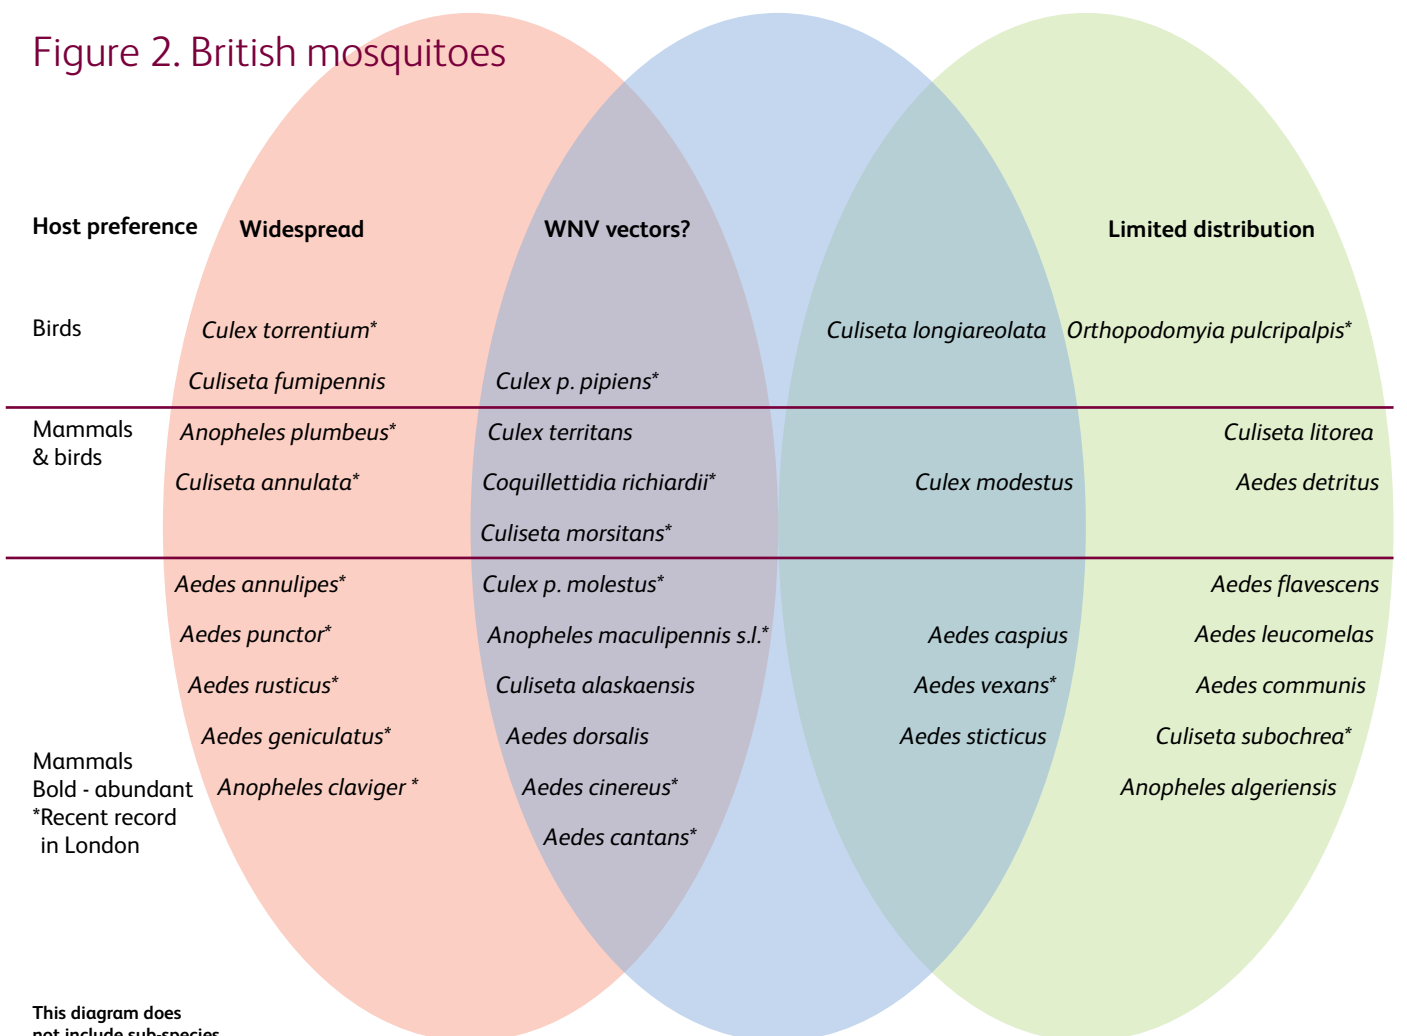 Figure 2. British mosquitoes
Host preference Widespread WNV vectors? Limited distribution
Birds Culex torrentium* Culiseta longiareolata Orthopodomyia pulcripalpis*
Culiseta fumipennis Culex p. pipiens*
Mammals & birds Anopheles plumbeus* Culex territans Culiseta litorea
Culiseta annulata* Coquillettidia richiardii* Culex modestus Aedes detritus
Culiseta morsitans*
Aedes annulipes* Culex p. molestus* Aedes flavescens
Aedes punctor* Anopheles maculipennis s.l.* Aedes caspius Aedes leucomelas
Aedes rusticus* Culiseta alaskaensis Aedes vexans* Aedes communis
Aedes geniculatus* Aedes dorsalis Aedes sticticus Culiseta subochrea*
Mammals
Bold - abundant Anopheles claviger * Aedes cinereus* Anopheles algeriensis
*Recent record
in London Aedes cantans*
This diagram does
not include sub-species